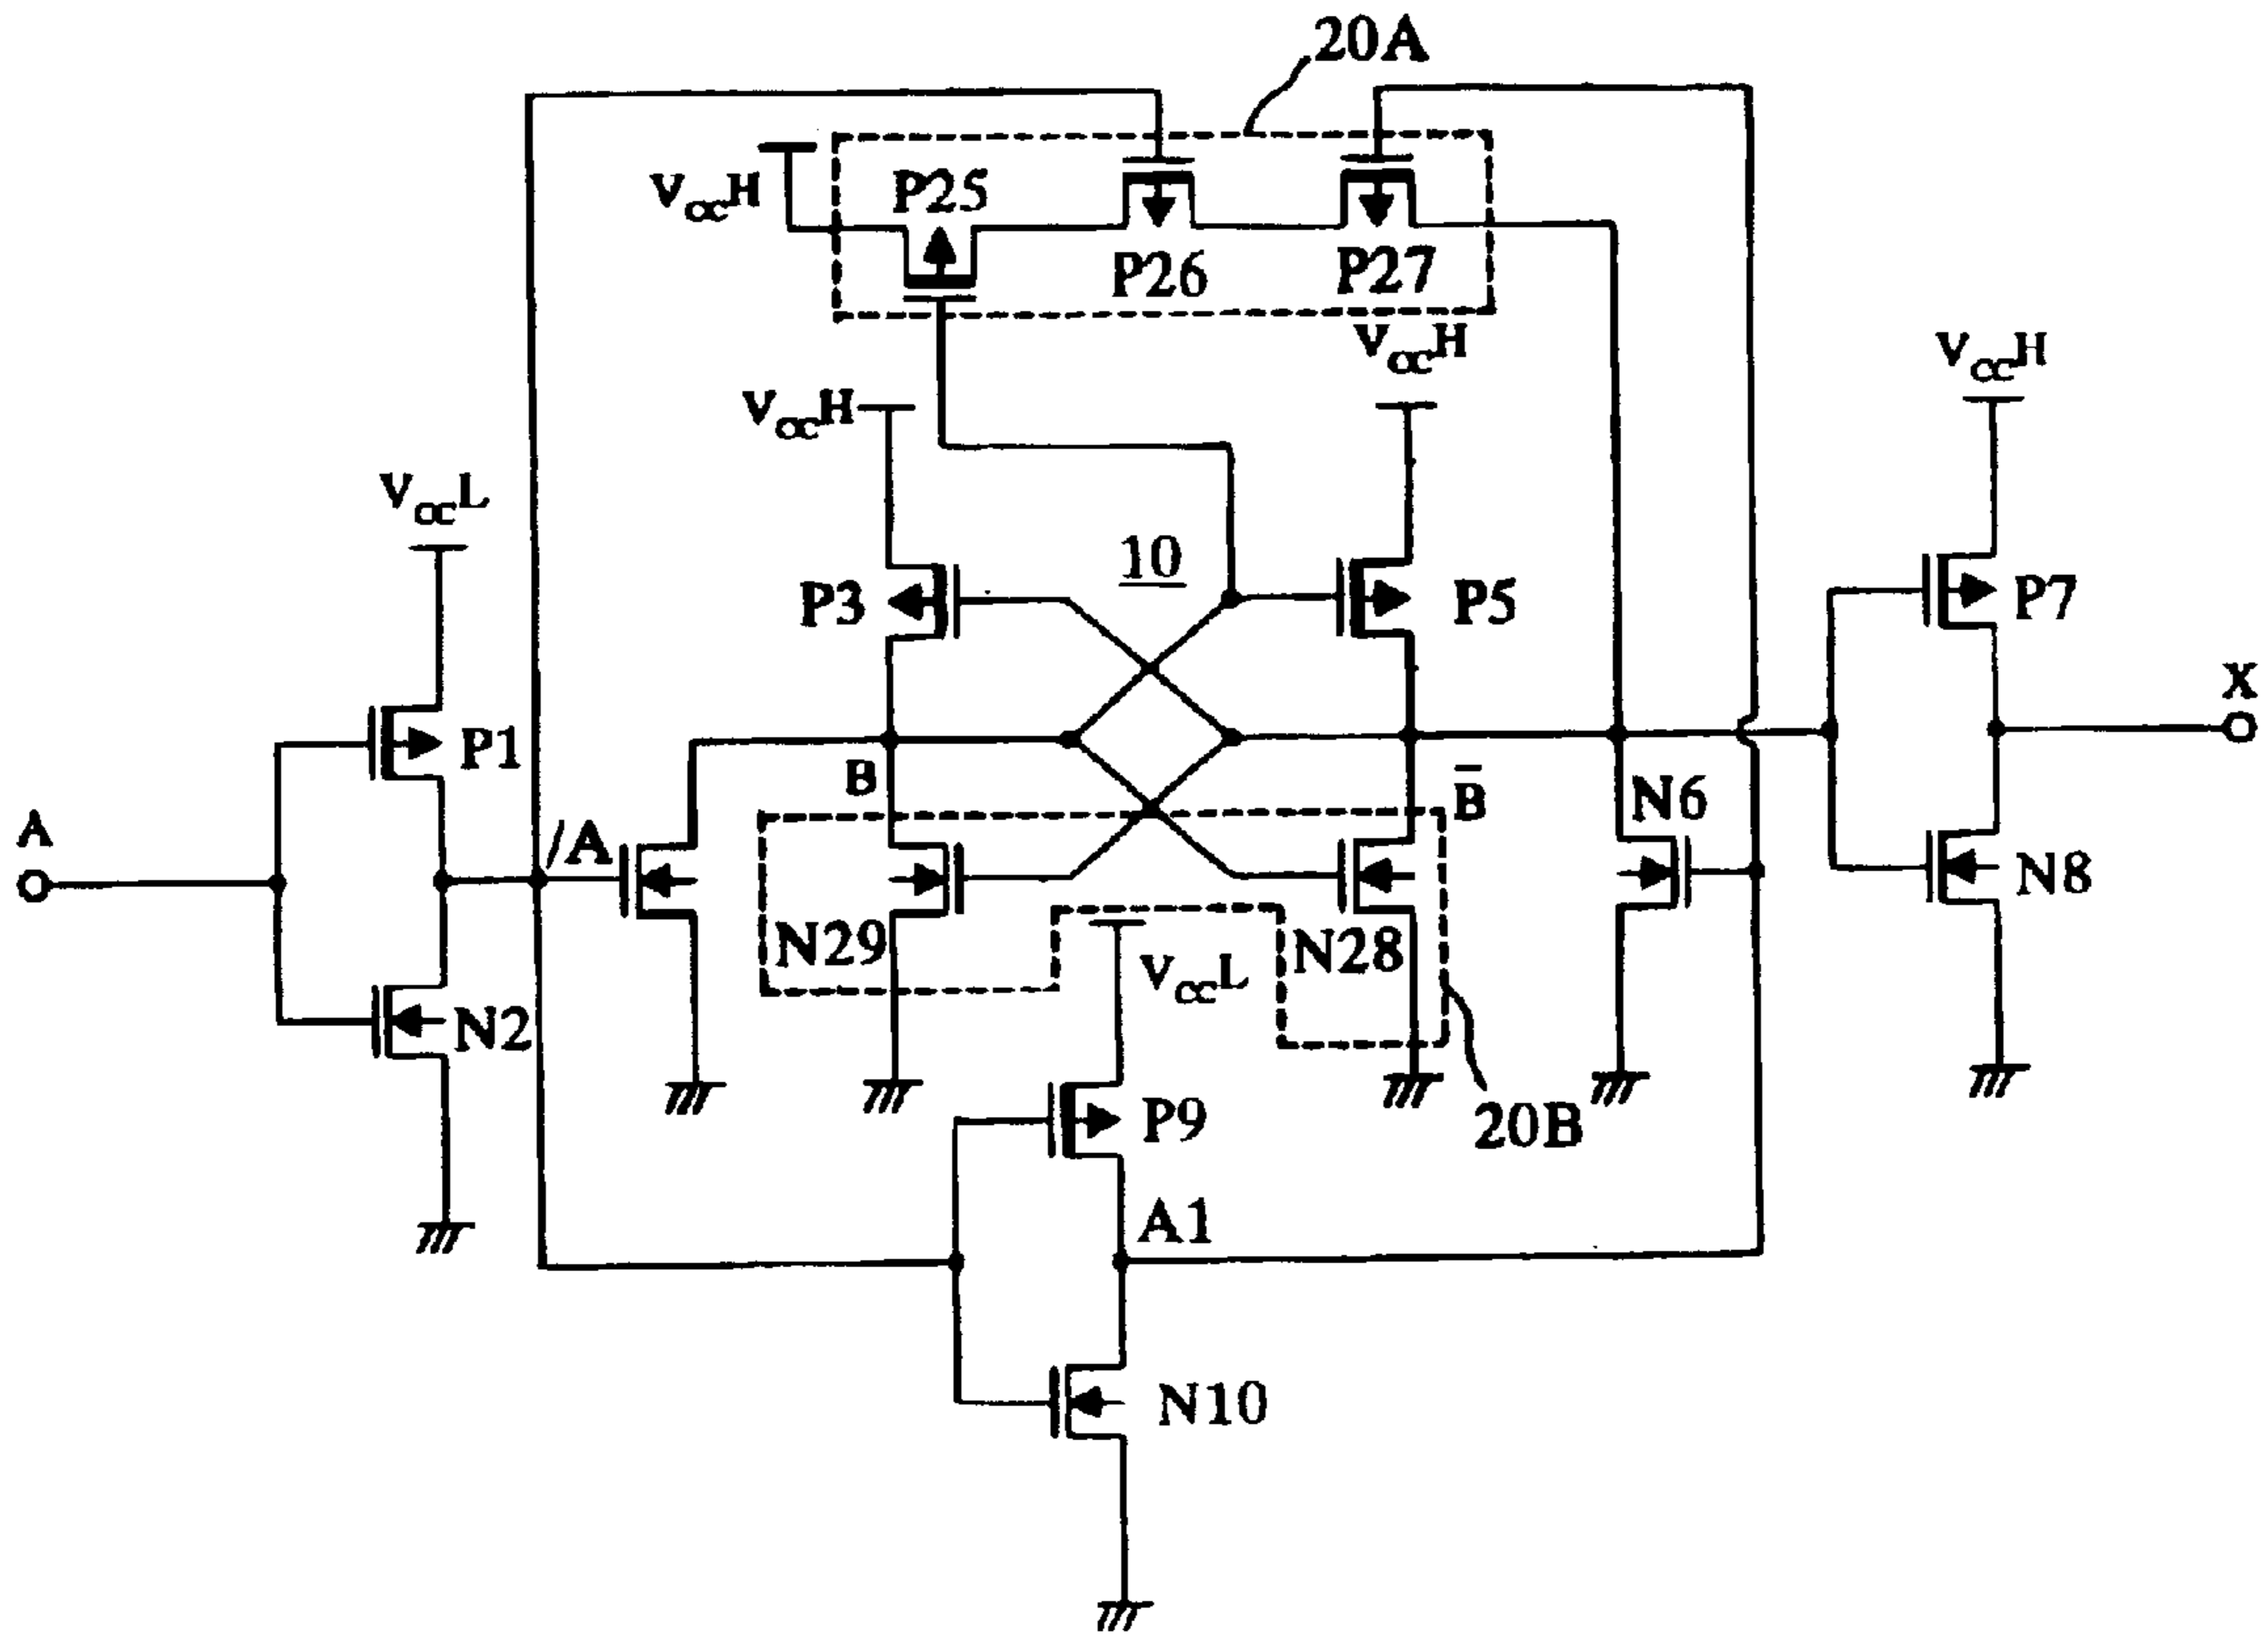 20A
VccH
P25
P26
P27
VccH
VccH
VccL
10
P3
P5
P7
VccH
X
P1
B
B̅
N6
A
/A
N29
N28
N8
VccL
N2
P9
20B
A1
N10